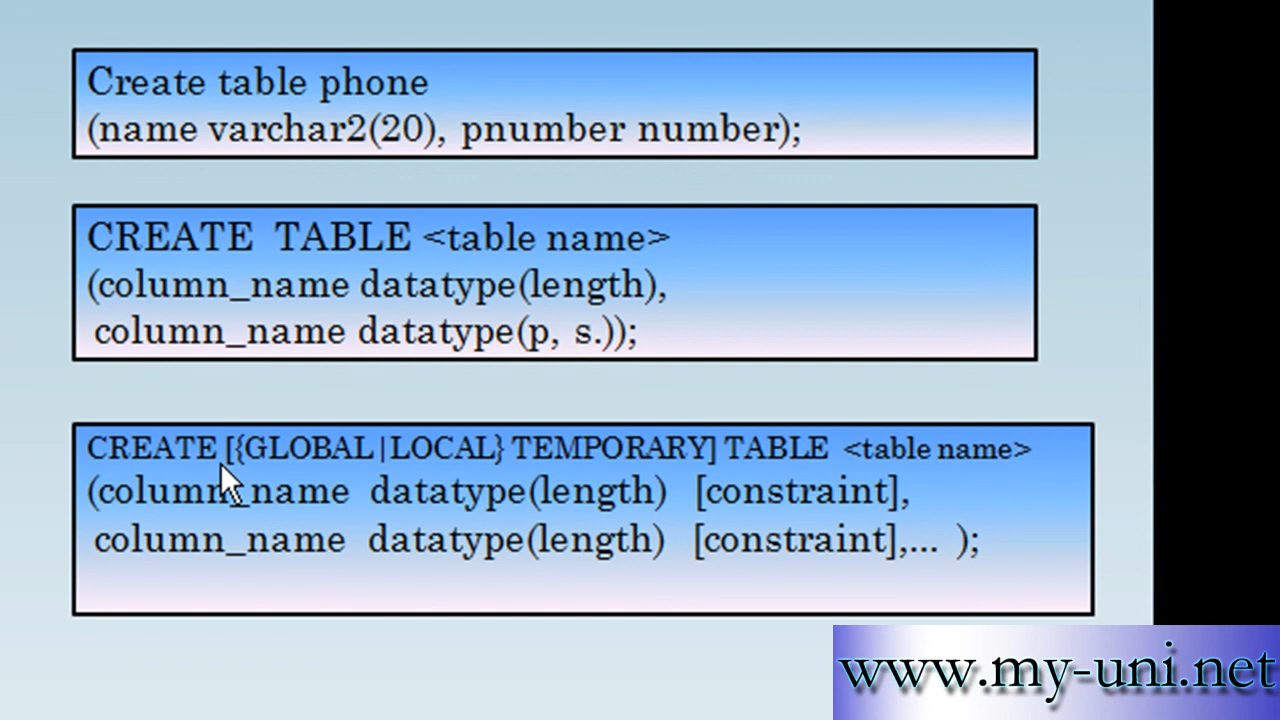 Create table phone
(name varchar2(20), pnumber number);
CREATE TABLE <table name>
(column_name datatype(length),
column_name datatype(p, s.));
CREATE [{GLOBAL|LOCAL} TEMPORARY] TABLE <table name>
(column_name datatype(length) [constraint],
column_name datatype(length) [constraint],... );
www.my-uni.net